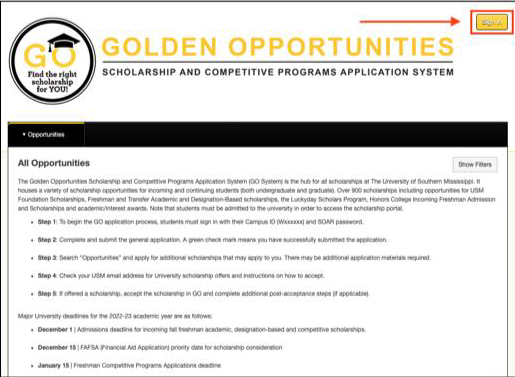 Sign In
GO
Find the right
scholarship
for YOU!
GOLDEN OPPORTUNITIES
SCHOLARSHIP AND COMPETITIVE PROGRAMS APPLICATION SYSTEM
Opportunities
All Opportunities
Show Filters
The Golden Opportunities Scholarship and Competitive Programs Application System (GO System) is the hub for all scholarships at The University of Southern Mississippi. It
houses a variety of scholarship opportunities for incoming and continuing students (both undergraduate and graduate). Over 900 scholarships including opportunities for USM
Foundation Scholarships, Freshman and Transfer Academic and Designation-Based scholarships, the Luckyday Scholars Program, Honors College Incoming Freshman Admission
and Scholarships and academic/interest awards. Note that students must be admitted to the university in order to access the scholarship portal.
• Step 1: To begin the GO application process, students must sign in with their Campus ID (Wxxxxxx) and SOAR password.
• Step 2: Complete and submit the general application. A green check mark means you have successfully submitted the application.
• Step 3: Search "Opportunities" and apply for additional scholarships that may apply to you. There may be additional application materials required.
• Step 4: Check your USM email address for University scholarship offers and instructions on how to accept.
• Step 5: If offered a scholarship, accept the scholarship in GO and complete additional post-acceptance steps (if applicable).
Major University deadlines for the 2022-23 academic year are as follows:
• December 1 | Admissions deadline for incoming fall freshman academic, designation-based and competitive scholarships.
• December 15 | FAFSA (Financial Aid Application) priority date for scholarship consideration
• January 15 | Freshman Competitive Programs Applications deadline